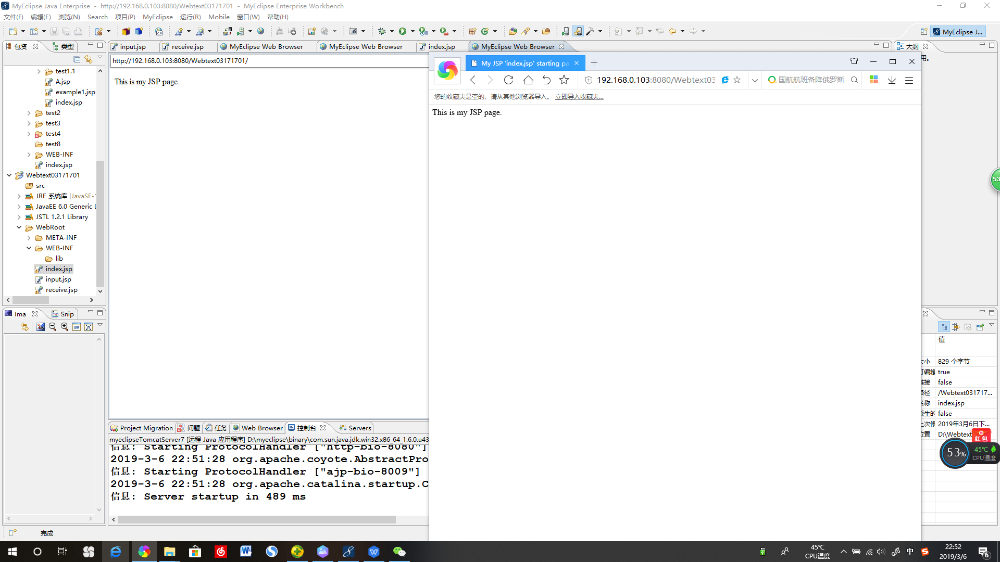 MyEclipse Java Enterprise - http://192.168.0.103:8080/Webtext03171701 - MyEclipse Enterprise Workbench
文件(F) 编辑(E) 浏览(N) Search 项目(P) MyEclipse 运行(R) Mobile 窗口(W) 帮助(H)
MyEclipse J...
包资 类型
input.jsp receive.jsp MyEclipse Web Browser MyEclipse Web Browser index.jsp MyEclipse Web Browser
大纲
http://192.168.0.103:8080/Webtext03171701/
This is my JSP page.
My JSP 'index.jsp' starting pa
192.168.0.103:8080/Webtext03
国航航班备降俄罗斯
您的收藏夹是空的，请从其他浏览器导入。 立即导入收藏夹...
This is my JSP page.
用。
test1.1
A.jsp
example1.jsp
index.jsp
test2
test3
test4
test8
WEB-INF
index.jsp
Webtext03171701
src
JRE 系统库 [JavaSE-
JavaEE 6.0 Generic L
JSTL 1.2.1 Library
WebRoot
META-INF
WEB-INF
lib
index.jsp
input.jsp
receive.jsp
53
Ima Snip
100
值
大小 829 个字节
可编辑 true
链接 false
路径 /Webtext031717...
名称 index.jsp
派生的 false
上次修 2019年3月6日下...
位置 D:\Webtext
红包
53%
45℃
CPU温度
Project Migration 问题 任务 Web Browser 控制台 Servers
myeclipseTomcatServer7 [远程 Java 应用程序] D:\myeclipse\binary\com.sun.java.jdk.win32.x86_64_1.6.0.u43
信息: Starting ProtocolHandler ["http-bio-8080"]
2019-3-6 22:51:28 org.apache.coyote.AbstractPro
信息: Starting ProtocolHandler ["ajp-bio-8009"]
2019-3-6 22:51:28 org.apache.catalina.startup.C
信息: Server startup in 489 ms
完成
45℃
CPU温度
中
22:52
2019/3/6
6